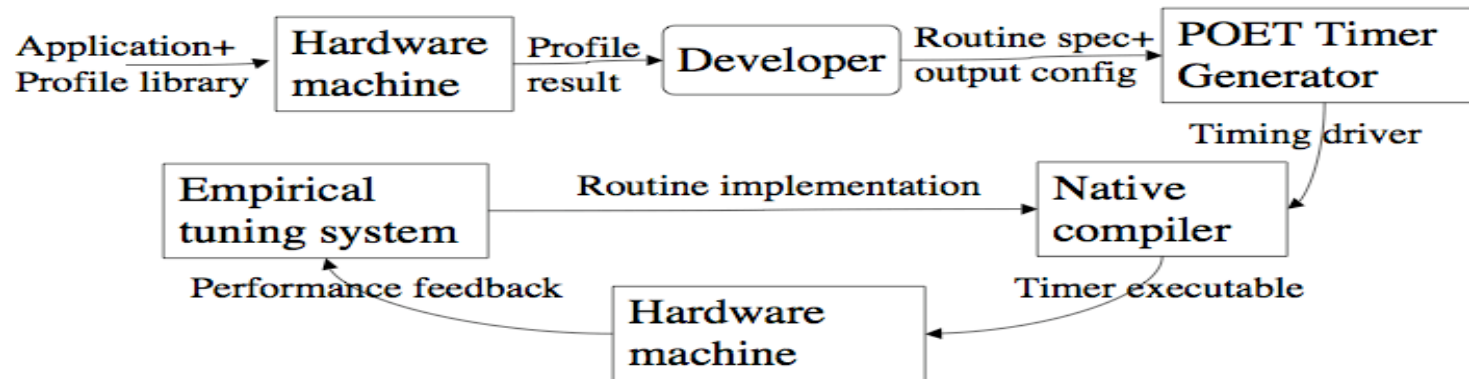 Application+
Profile library
Hardware
machine
Profile
result
Developer
Routine spec+
output config
POET Timer
Generator
Timing driver
Empirical
tuning system
Routine implementation
Native
compiler
Performance feedback
Timer executable
Hardware
machine